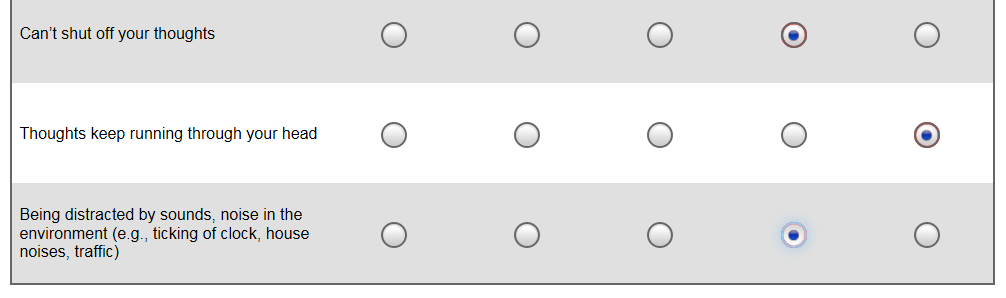 Can’t shut off your thoughts
Thoughts keep running through your head
Being distracted by sounds, noise in the
environment (e.g., ticking of clock, house
noises, traffic)